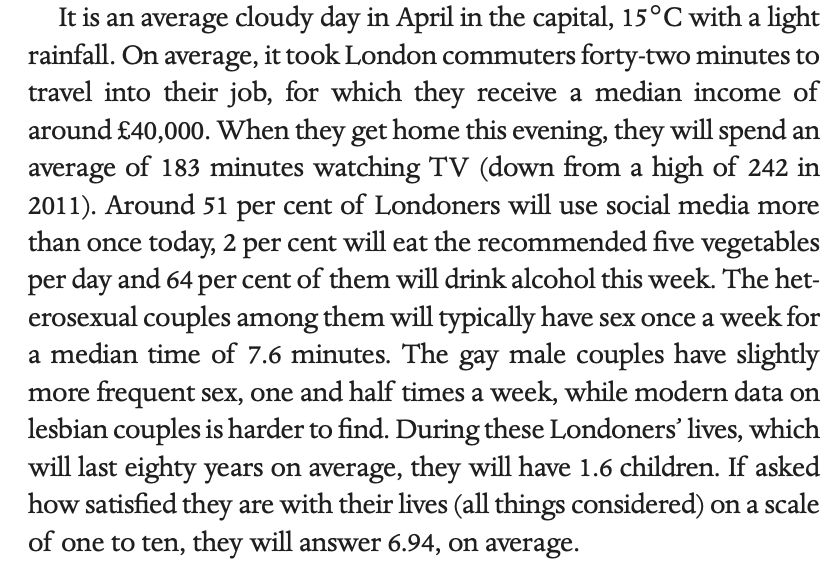 It is an average cloudy day in April in the capital, 15°C with a light
rainfall. On average, it took London commuters forty-two minutes to
travel into their job, for which they receive a median income of
around £40,000. When they get home this evening, they will spend an
average of 183 minutes watching TV (down from a high of 242 in
2011). Around 51 per cent of Londoners will use social media more
than once today, 2 per cent will eat the recommended five vegetables
per day and 64 per cent of them will drink alcohol this week. The het-
erosexual couples among them will typically have sex once a week for
a median time of 7.6 minutes. The gay male couples have slightly
more frequent sex, one and half times a week, while modern data on
lesbian couples is harder to find. During these Londoners’ lives, which
will last eighty years on average, they will have 1.6 children. If asked
how satisfied they are with their lives (all things considered) on a scale
of one to ten, they will answer 6.94, on average.